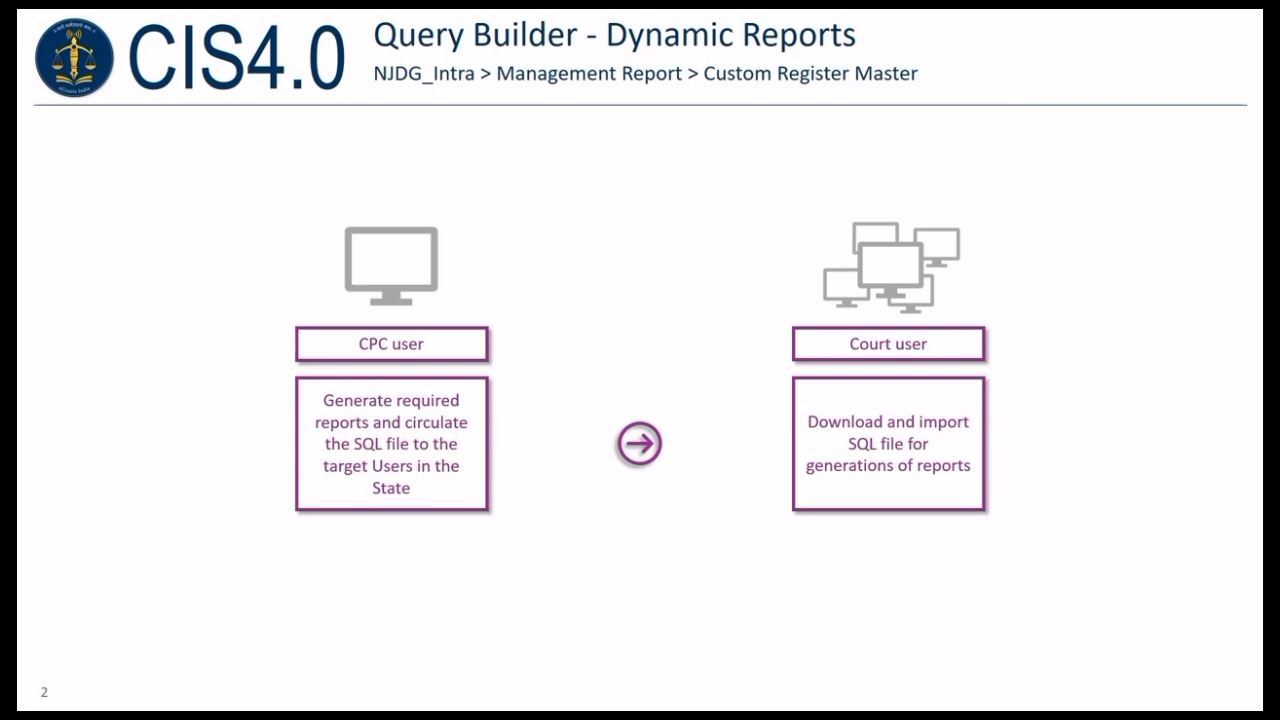 CIS4.0
Query Builder - Dynamic Reports
NJDG_Intra > Management Report > Custom Register Master
CPC user
Generate required
reports and circulate
the SQL file to the
target Users in the
State
Court user
Download and import
SQL file for
generations of reports
2